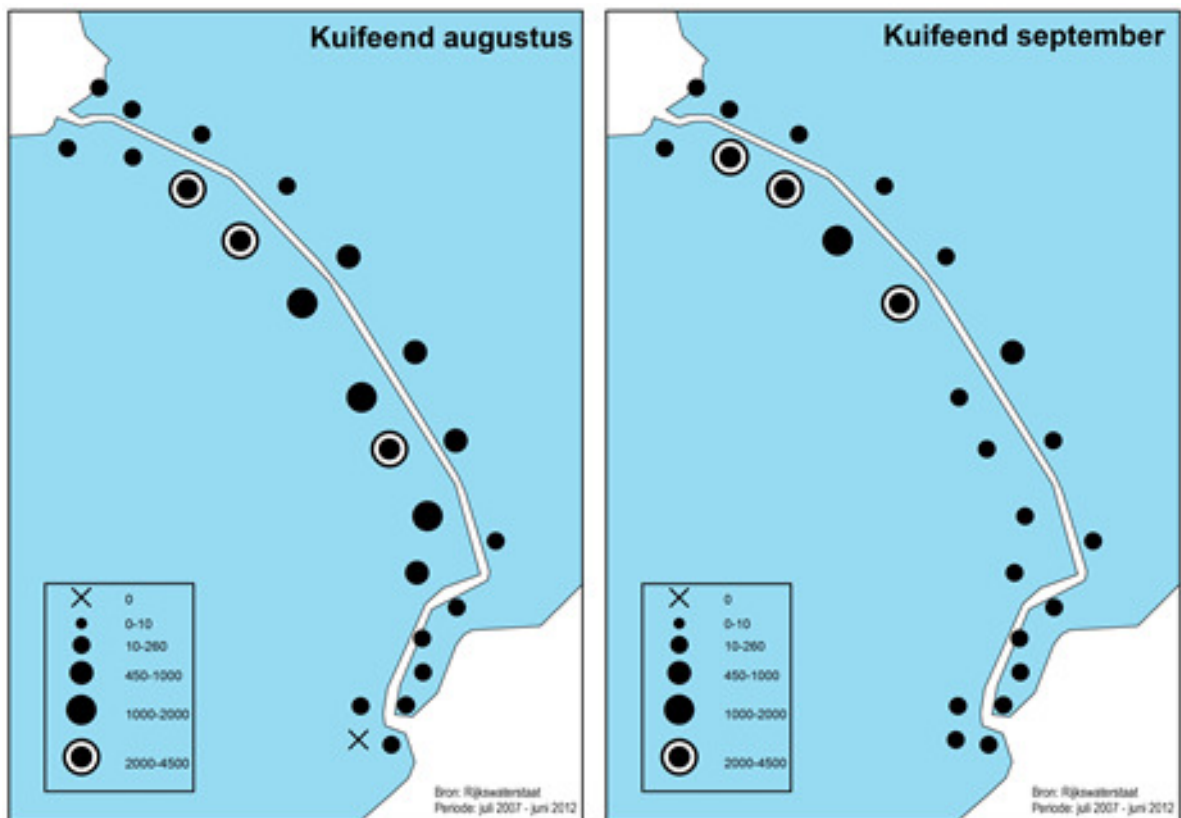 Kuifeend augustus
0
0-10
10-260
450-1000
1000-2000
2000-4500
Bron: Rijkswaterstaat
Periode: juli 2007 - juni 2012
Kuifeend september
0
0-10
10-260
450-1000
1000-2000
2000-4500
Bron: Rijkswaterstaat
Periode: juli 2007 - juni 2012